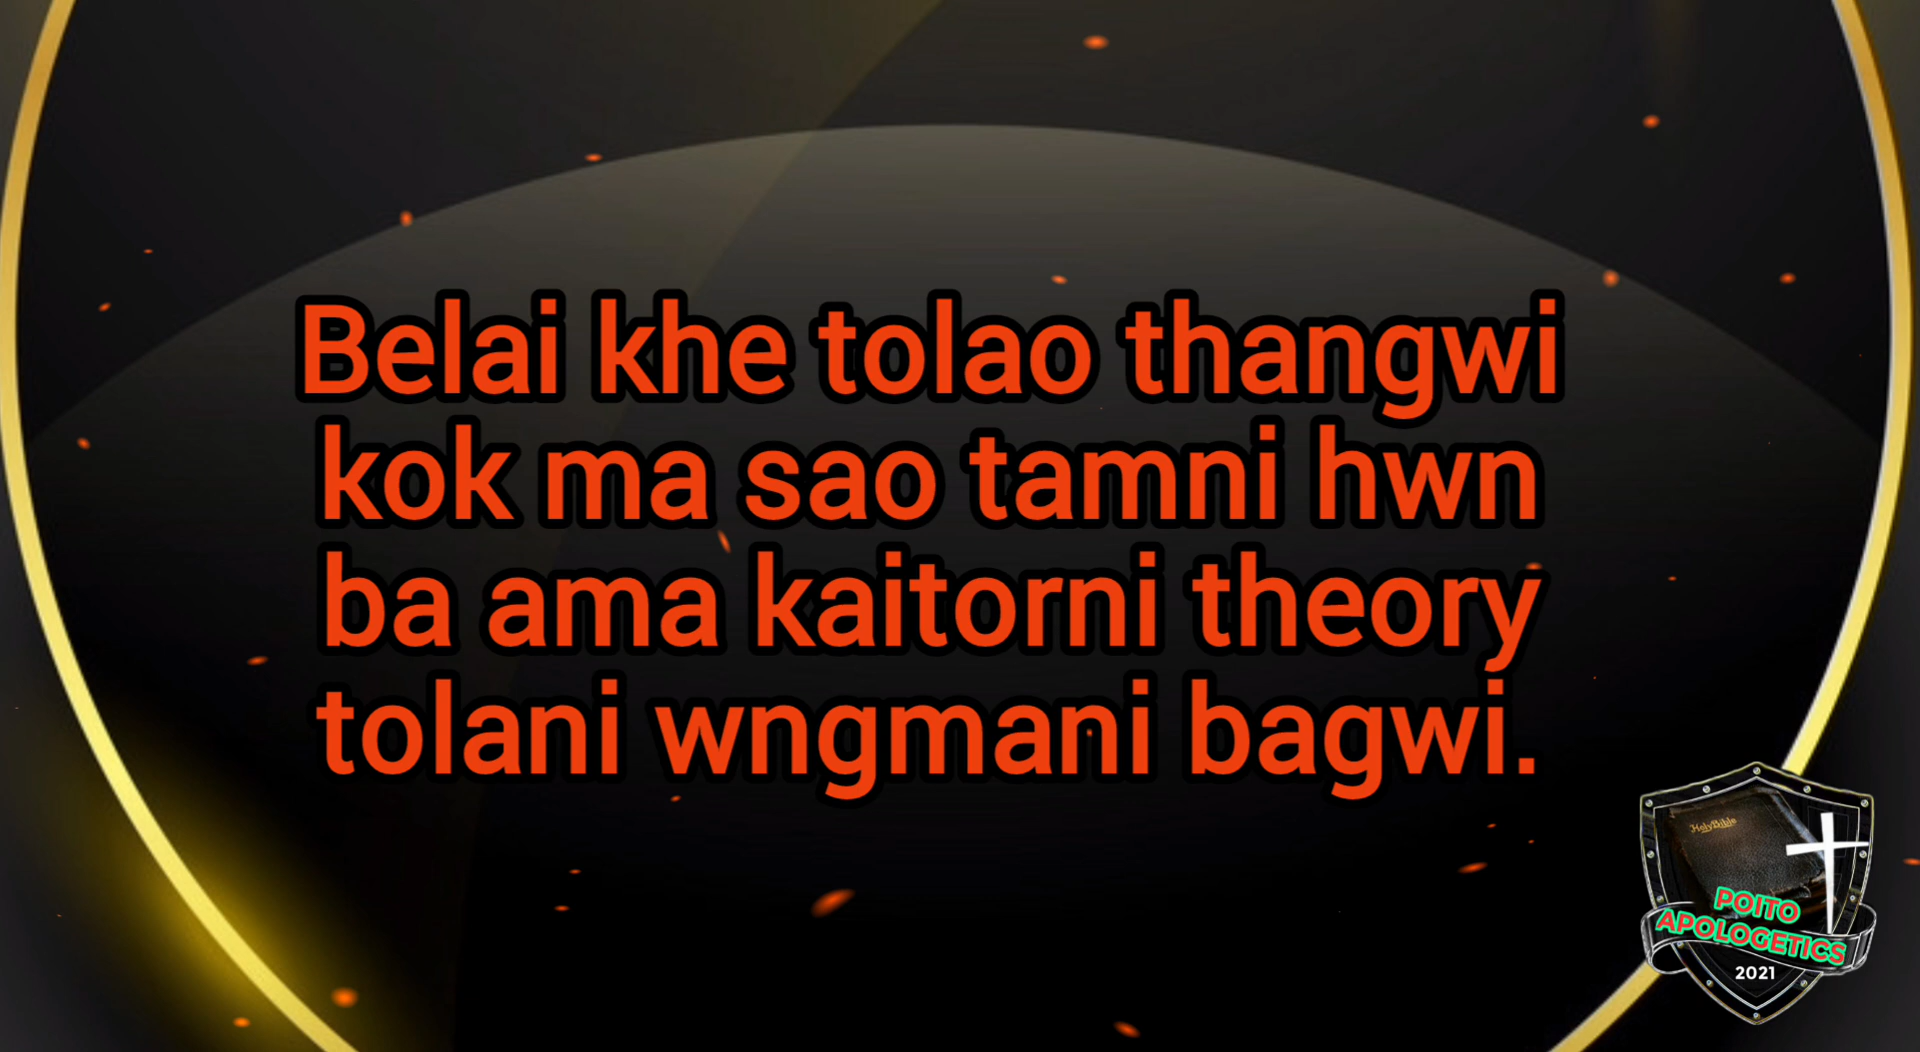 Belai khe tolao thangwi
kok ma sao tamni hwn
ba ama kaitorni theory
tolani wngmani bagwi.
HolyBible
POITO
APOLOGETICS
2021